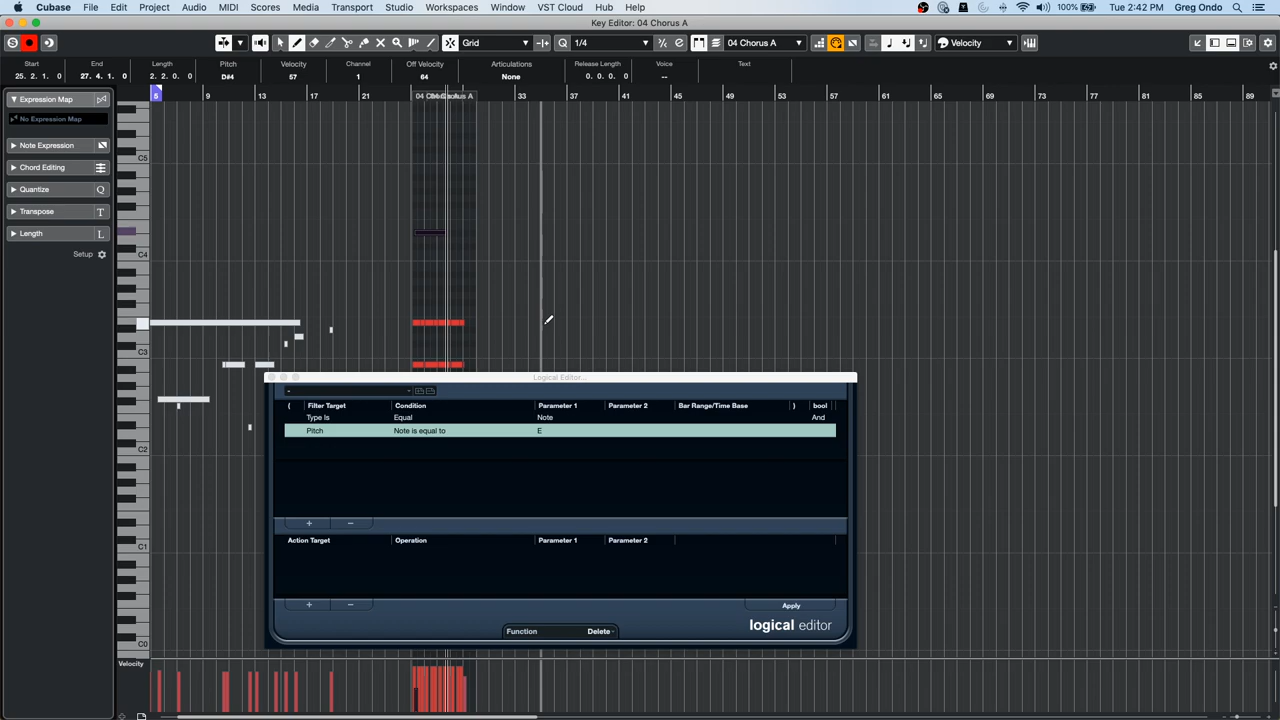 Cubase File Edit Project Audio MIDI Scores Media Transport Studio Workspaces Window VST Cloud Hub Help 100% Tue 2:42 PM Greg Ondo
Key Editor: 04 Chorus A
Grid Q 1/4 04 Chorus A Velocity
Start End Length Pitch Velocity Channel Off Velocity Articulations Release Length Voice Text
25. 2. 1. 0 27. 4. 1. 0 2. 2. 0. 0 D#4 57 1 64 None 0. 0. 0. 0 --
5 9 13 17 21 33 37 41 45 49 53 57 61 65 69 73 77 81 85 89
Expression Map
No Expression Map
Note Expression
Chord Editing
Quantize Q
Transpose T
Length L
Setup
C5
C4
C3
C2
C1
C0
Logical Editor...
-
( Filter Target Condition Parameter 1 Parameter 2 Bar Range/Time Base ) bool
Type Is Equal Note And
Pitch Note is equal to E
+ −
Action Target Operation Parameter 1 Parameter 2
+ −
Apply
logical editor
Function Delete
Velocity